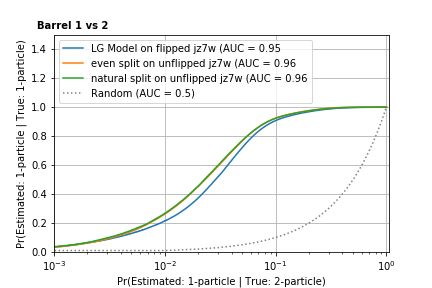 Barrel 1 vs 2
LG Model on flipped jz7w (AUC = 0.95
even split on unflipped jz7w (AUC = 0.96
natural split on unflipped jz7w (AUC = 0.96
Random (AUC = 0.5)
Pr(Estimated: 1-particle | True: 1-particle)
1.4
1.2
1.0
0.8
0.6
0.4
0.2
0.0
10⁻³ 10⁻² 10⁻¹ 10⁰
Pr(Estimated: 1-particle | True: 2-particle)